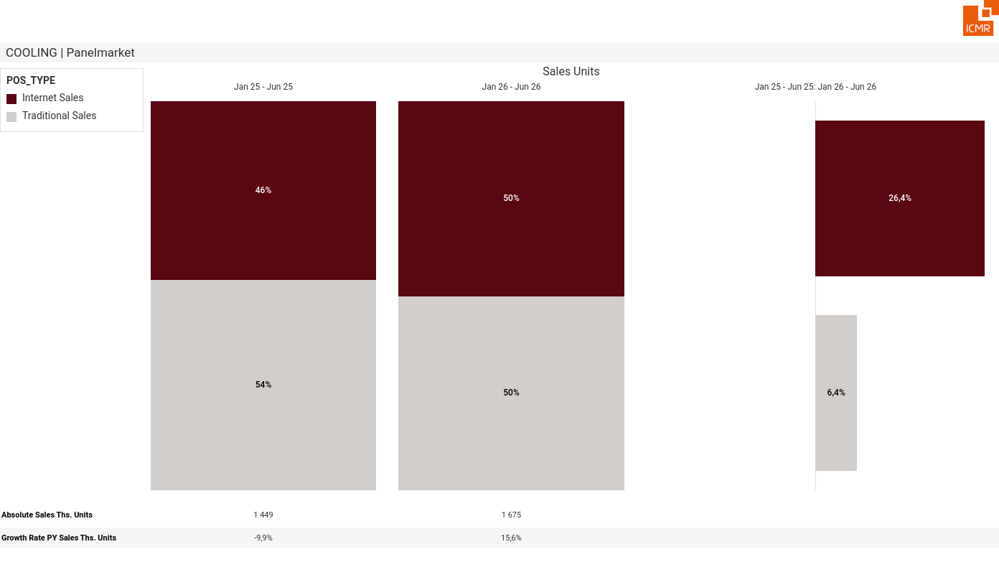 ICMR
COOLING | Panelmarket
POS_TYPE
Internet Sales
Traditional Sales
Sales Units
Jan 25 - Jun 25
Jan 26 - Jun 26
Jan 25 - Jun 25: Jan 26 - Jun 26
46%
50%
26,4%
54%
50%
6,4%
Absolute Sales Ths. Units
1 449
1 675
Growth Rate PY Sales Ths. Units
-9,9%
15,6%